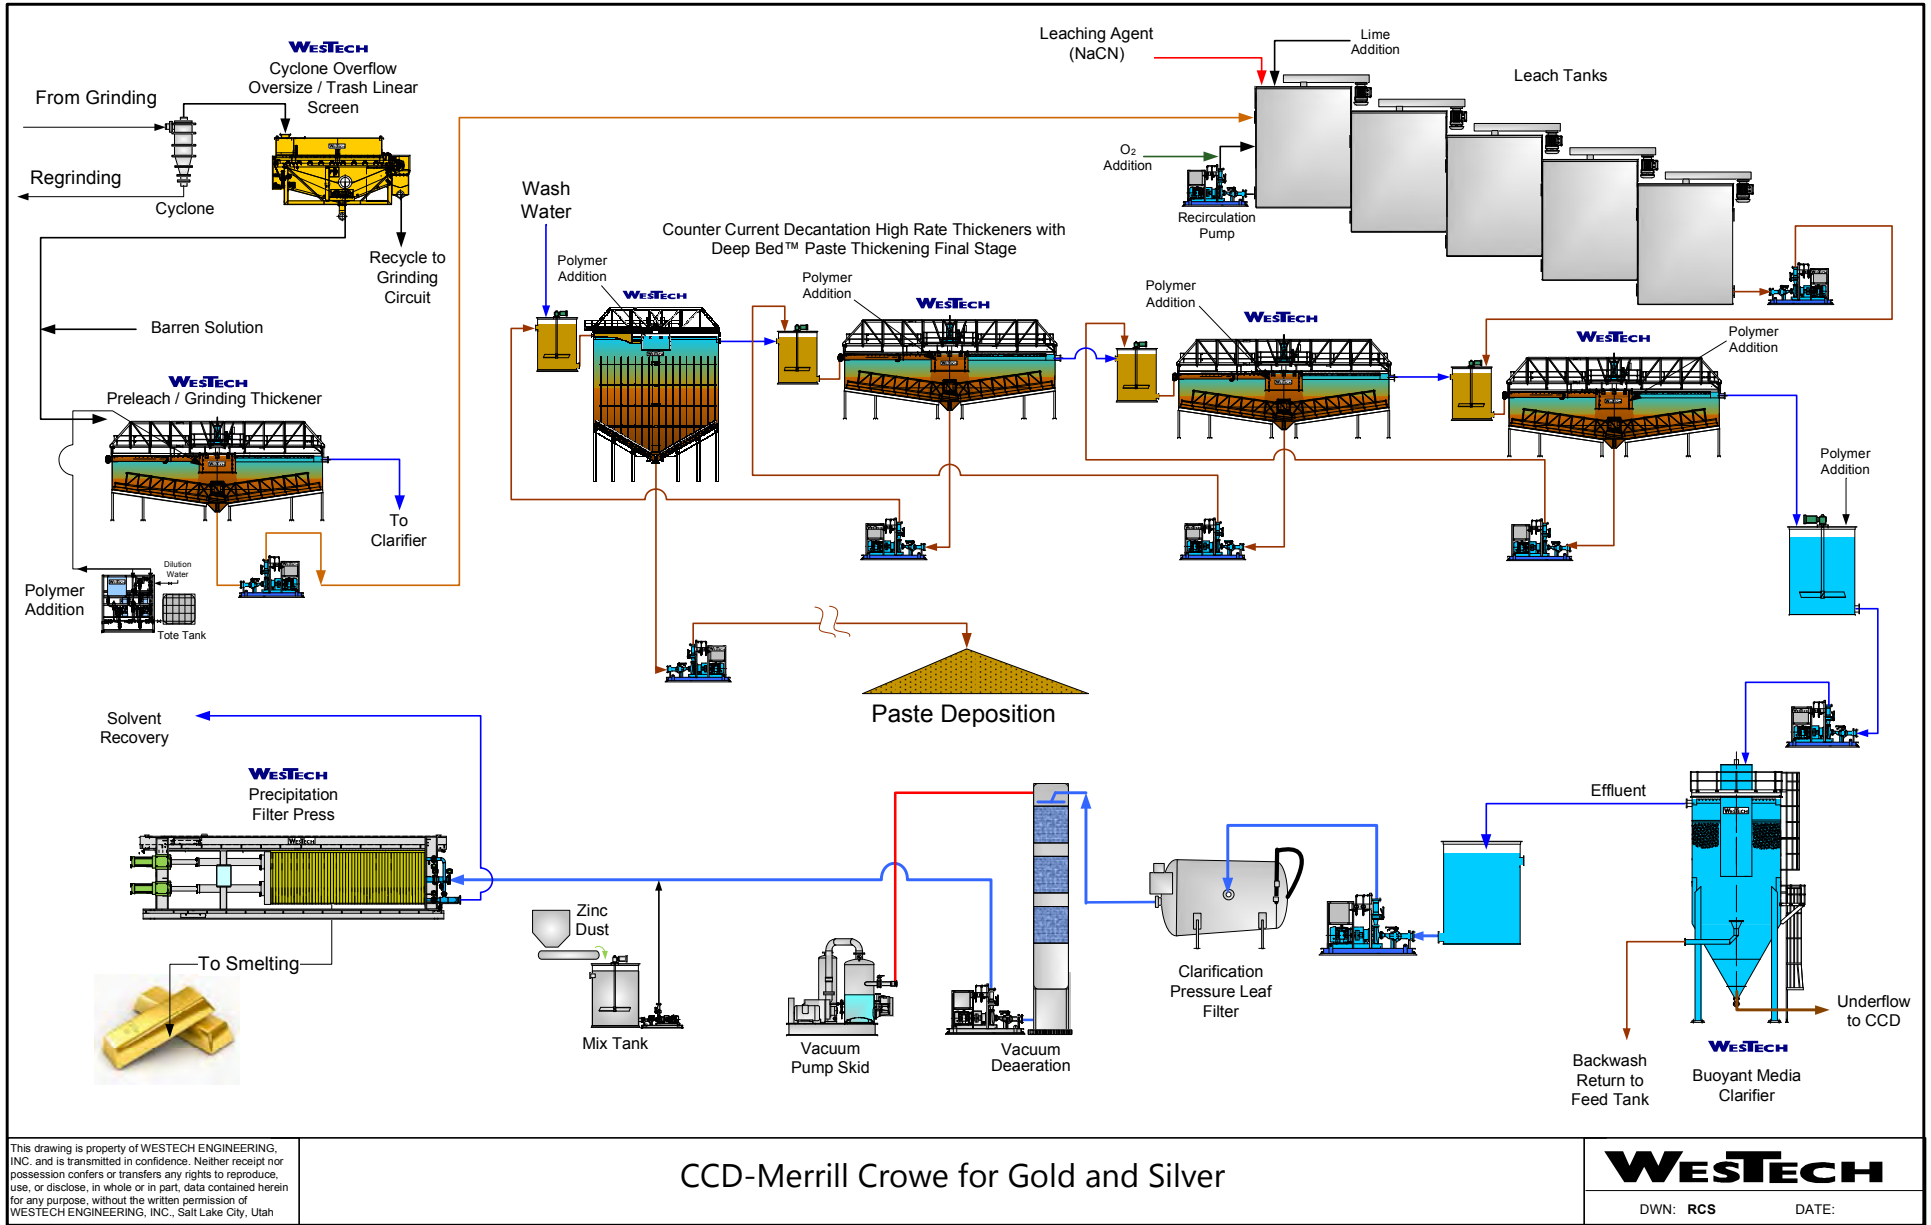 WESTECH
Cyclone Overflow
Oversize / Trash Linear
Screen
From Grinding
Regrinding
Cyclone
Recycle to
Grinding
Circuit
Barren Solution
WESTECH
Preleach / Grinding Thickener
To
Clarifier
Polymer
Addition
Dilution
Water
Tote Tank
Wash
Water
Counter Current Decantation High Rate Thickeners with
Deep Bed™ Paste Thickening Final Stage
Polymer
Addition
WESTECH
Polymer
Addition
WESTECH
Polymer
Addition
WESTECH
WESTECH
Polymer
Addition
Leaching Agent
(NaCN)
Lime
Addition
Leach Tanks
O2
Addition
Recirculation
Pump
Polymer
Addition
Paste Deposition
Solvent
Recovery
WESTECH
Precipitation
Filter Press
WESTECH
To Smelting
Zinc
Dust
Mix Tank
Vacuum
Pump Skid
Vacuum
Deaeration
Clarification
Pressure Leaf
Filter
Effluent
Underflow
to CCD
Backwash
Return to
Feed Tank
WESTECH
Buoyant Media
Clarifier
This drawing is property of WESTECH ENGINEERING,
INC. and is transmitted in confidence. Neither receipt nor
possession confers or transfers any rights to reproduce,
use, or disclose, in whole or in part, data contained herein
for any purpose, without the written permission of
WESTECH ENGINEERING, INC., Salt Lake City, Utah
CCD-Merrill Crowe for Gold and Silver
WESTECH
DWN: RCS DATE: